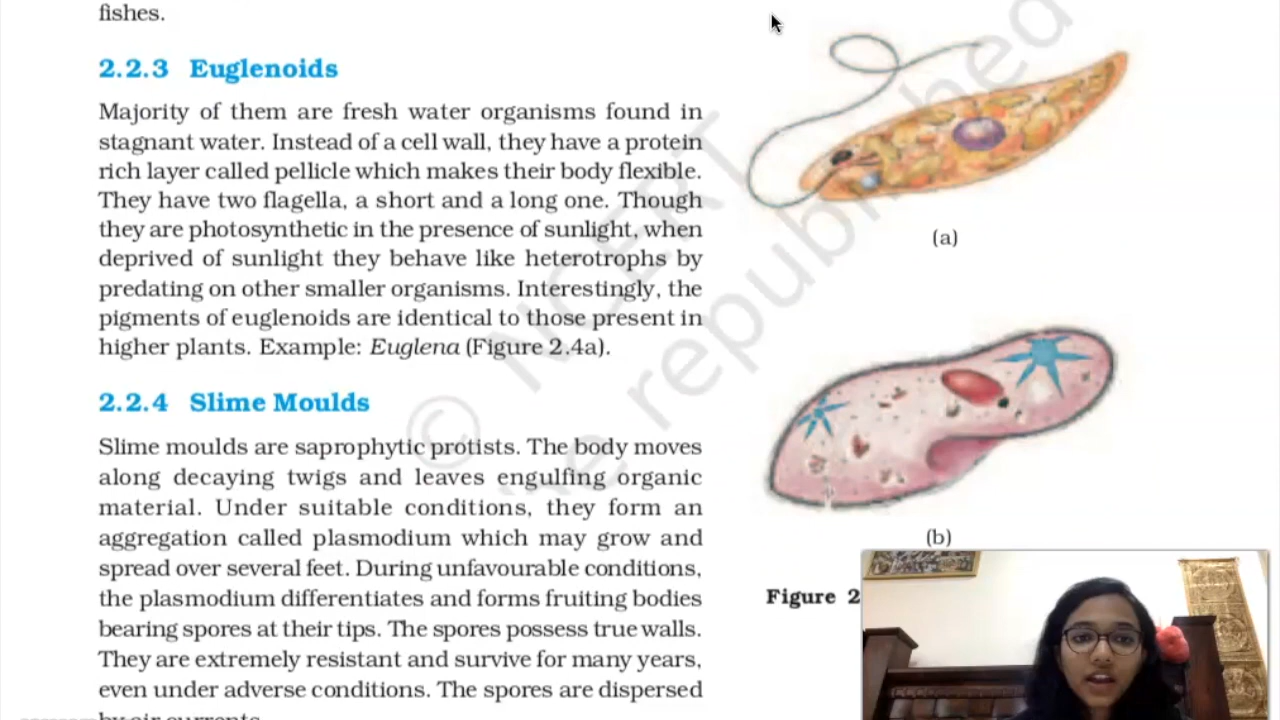 fishes.
2.2.3 Euglenoids
Majority of them are fresh water organisms found in
stagnant water. Instead of a cell wall, they have a protein
rich layer called pellicle which makes their body flexible.
They have two flagella, a short and a long one. Though
they are photosynthetic in the presence of sunlight, when
deprived of sunlight they behave like heterotrophs by
predating on other smaller organisms. Interestingly, the
pigments of euglenoids are identical to those present in
higher plants. Example: Euglena (Figure 2.4a).
2.2.4 Slime Moulds
Slime moulds are saprophytic protists. The body moves
along decaying twigs and leaves engulfing organic
material. Under suitable conditions, they form an
aggregation called plasmodium which may grow and
spread over several feet. During unfavourable conditions,
the plasmodium differentiates and forms fruiting bodies
bearing spores at their tips. The spores possess true walls.
They are extremely resistant and survive for many years,
even under adverse conditions. The spores are dispersed
by air currents.
(a)
(b)
Figure 2
© NCERT
republished